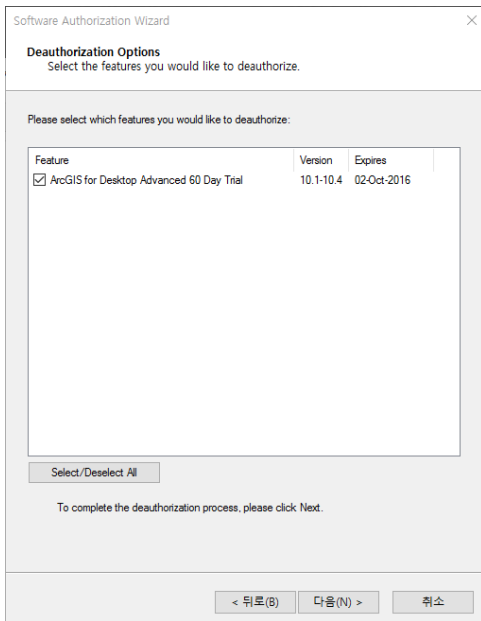 Software Authorization Wizard
Deauthorization Options
Select the features you would like to deauthorize.
Please select which features you would like to deauthorize:
Feature Version Expires
ArcGIS for Desktop Advanced 60 Day Trial 10.1-10.4 02-Oct-2016
Select/Deselect All
To complete the deauthorization process, please click Next.
< 뒤로(B) 다음(N) > 취소